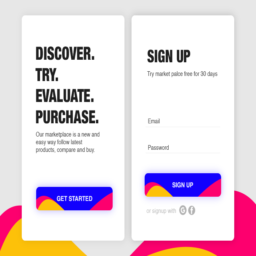 DISCOVER.
TRY.
EVALUATE.
PURCHASE.
Our marketplace is a new and
easy way follow latest
products, compare and buy.
GET STARTED
SIGN UP
Try market palce free for 30 days
Email
Password
SIGN UP
or signup with